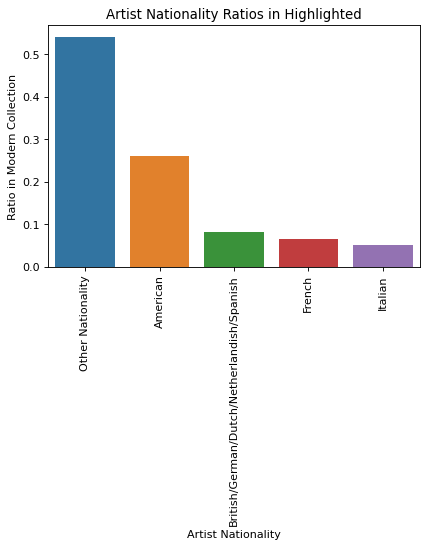 Artist Nationality Ratios in Highlighted
Ratio in Modern Collection
0.5
0.4
0.3
0.2
0.1
0.0
Other Nationality
American
British/German/Dutch/Netherlandish/Spanish
French
Italian
Artist Nationality